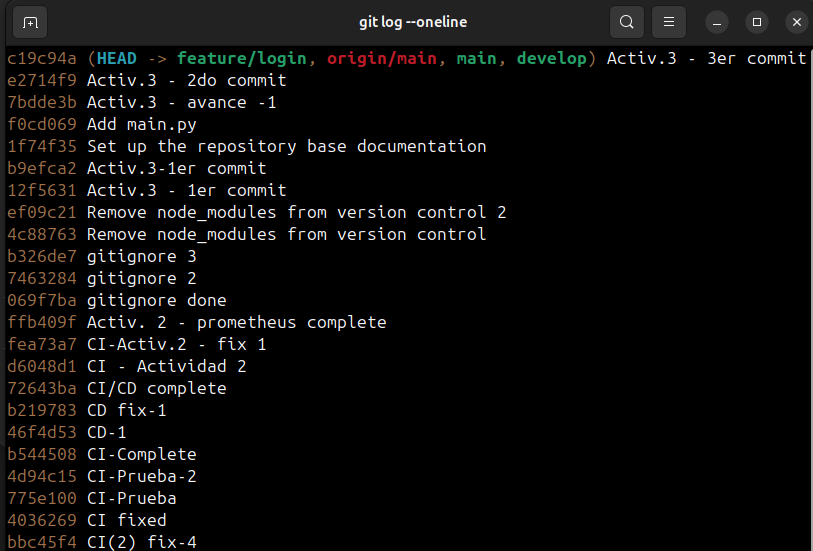 git log --oneline
c19c94a (HEAD -> feature/login, origin/main, main, develop) Activ.3 - 3er commit
e2714f9 Activ.3 - 2do commit
7bdde3b Activ.3 - avance -1
f0cd069 Add main.py
1f74f35 Set up the repository base documentation
b9efca2 Activ.3-1er commit
12f5631 Activ.3 - 1er commit
ef09c21 Remove node_modules from version control 2
4c88763 Remove node_modules from version control
b326de7 gitignore 3
7463284 gitignore 2
069f7ba gitignore done
ffb409f Activ. 2 - prometheus complete
fea73a7 CI-Activ.2 - fix 1
d6048d1 CI - Actividad 2
72643ba CI/CD complete
b219783 CD fix-1
46f4d53 CD-1
b544508 CI-Complete
4d94c15 CI-Prueba-2
775e100 CI-Prueba
4036269 CI fixed
bbc45f4 CI(2) fix-4